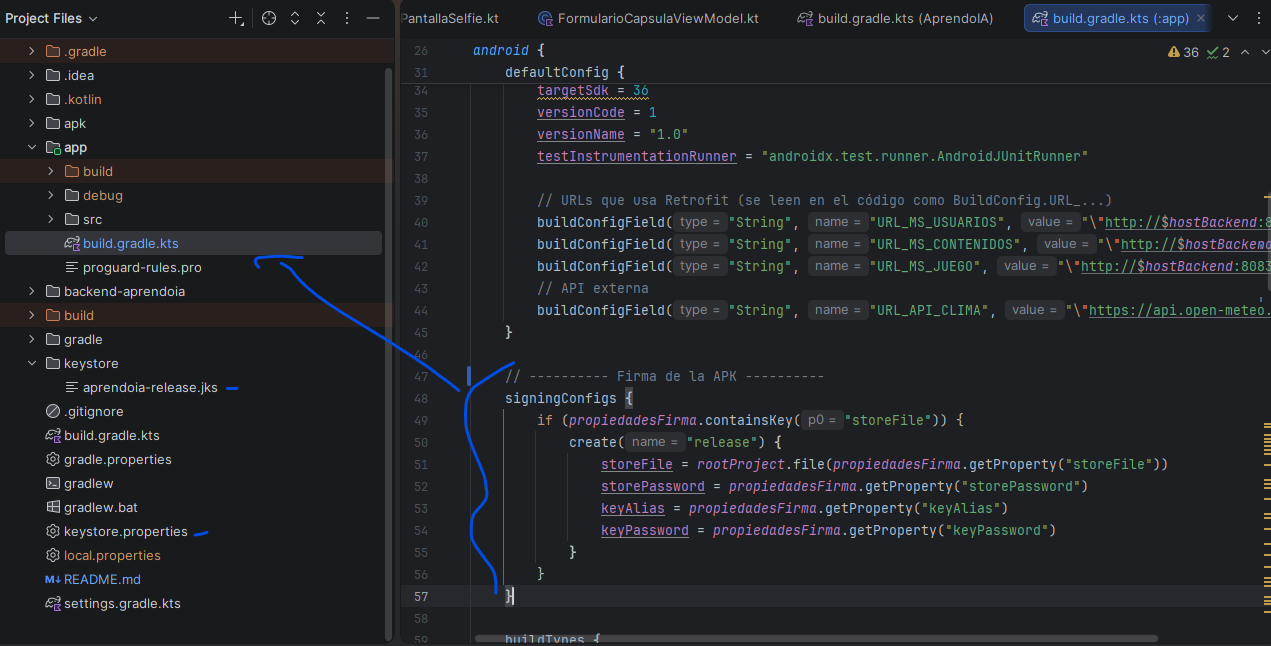 Project Files
.gradle
.idea
.kotlin
apk
app
build
debug
src
build.gradle.kts
proguard-rules.pro
backend-aprendoia
build
gradle
keystore
aprendoia-release.jks
.gitignore
build.gradle.kts
gradle.properties
gradlew
gradlew.bat
keystore.properties
local.properties
README.md
settings.gradle.kts
PantallaSelfie.kt FormularioCapsulaViewModel.kt build.gradle.kts (AprendoIA) build.gradle.kts (:app)
36 2
26 android {
31 defaultConfig {
34 targetSdk = 36
35 versionCode = 1
36 versionName = "1.0"
37 testInstrumentationRunner = "androidx.test.runner.AndroidJUnitRunner"
38
39 // URLs que usa Retrofit (se leen en el código como BuildConfig.URL_...)
40 buildConfigField( type = "String", name = "URL_MS_USUARIOS", value = "\"http://$hostBackend:8
41 buildConfigField( type = "String", name = "URL_MS_CONTENIDOS", value = "\"http://$hostBackend
42 buildConfigField( type = "String", name = "URL_MS_JUEGO", value = "\"http://$hostBackend:8083
43 // API externa
44 buildConfigField( type = "String", name = "URL_API_CLIMA", value = "\"https://api.open-meteo.
45 }
46
47 // ---------- Firma de la APK ----------
48 signingConfigs {
49 if (propiedadesFirma.containsKey( p0 = "storeFile")) {
50 create( name = "release") {
51 storeFile = rootProject.file(propiedadesFirma.getProperty("storeFile"))
52 storePassword = propiedadesFirma.getProperty("storePassword")
53 keyAlias = propiedadesFirma.getProperty("keyAlias")
54 keyPassword = propiedadesFirma.getProperty("keyPassword")
55 }
56 }
57 }
58
59 buildTypes {